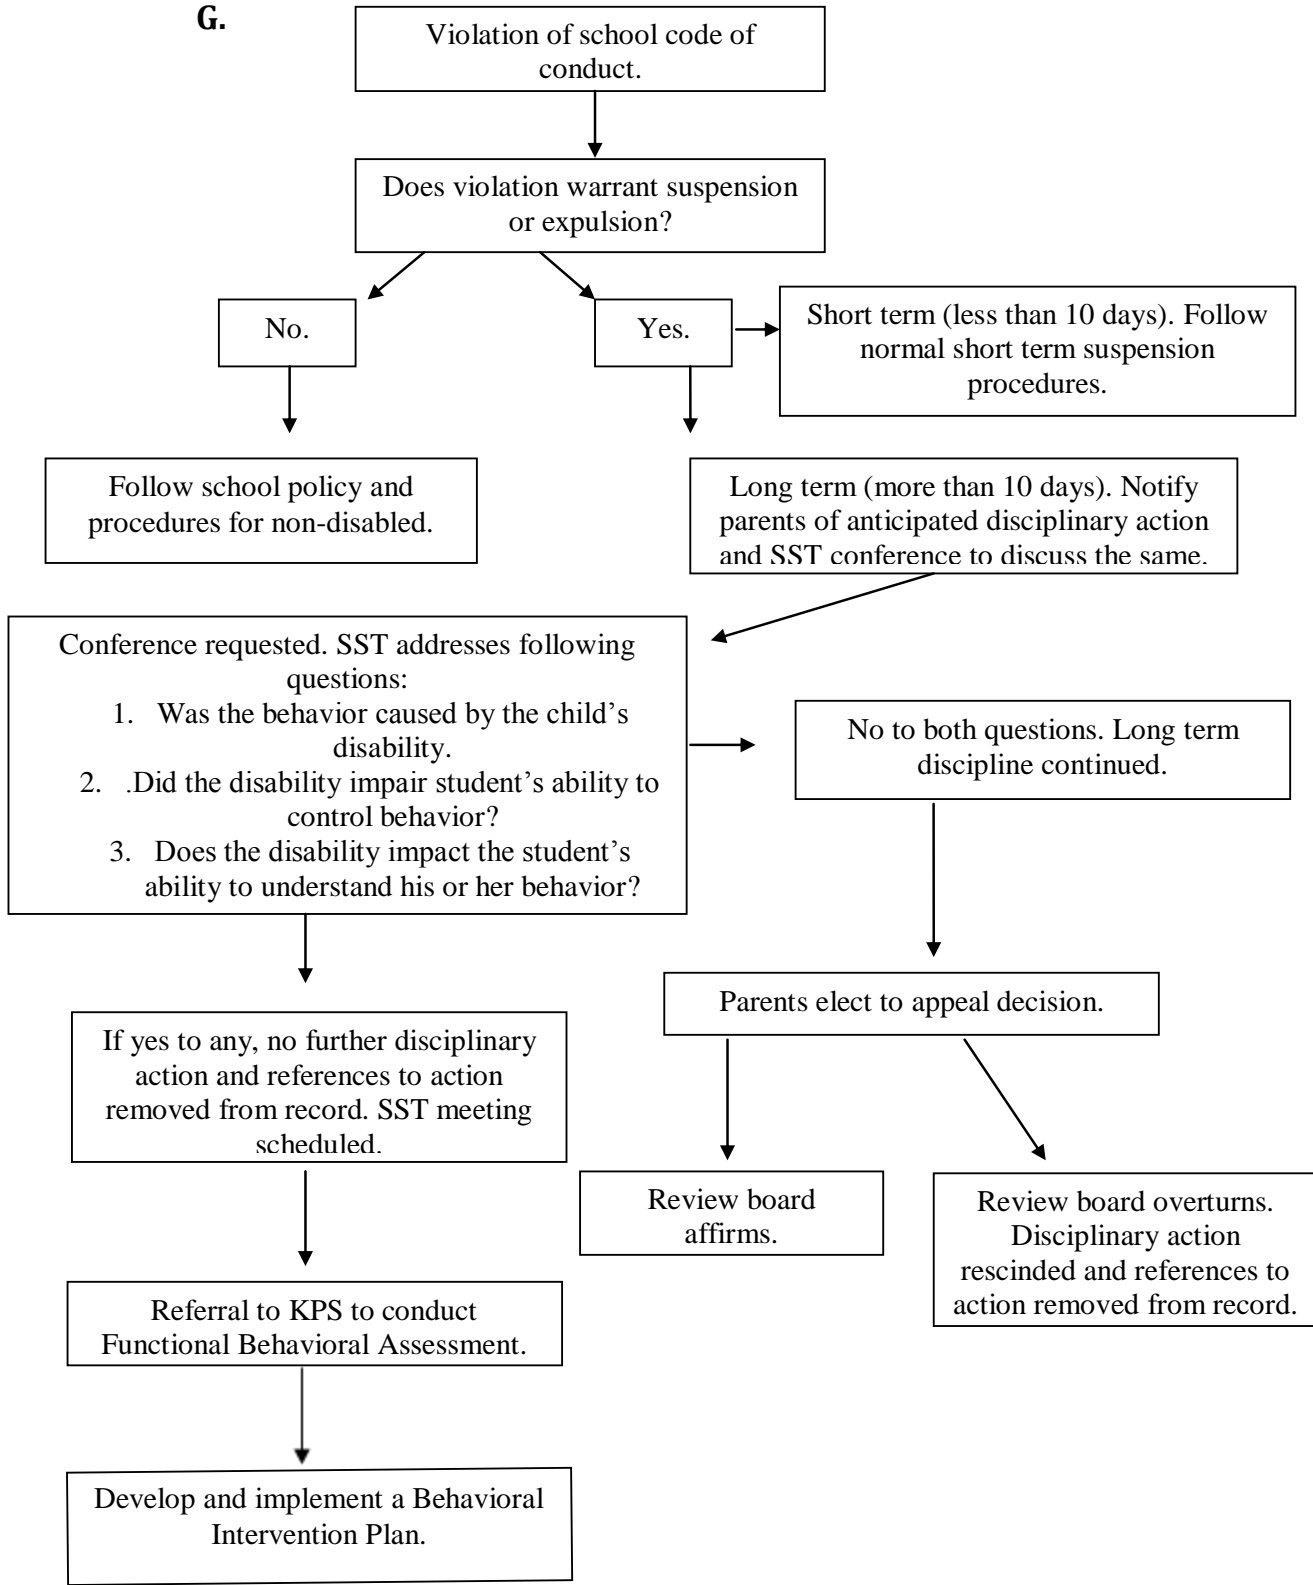 G.
Violation of school code of
conduct.
Does violation warrant suspension
or expulsion?
No.
Yes.
Short term (less than 10 days). Follow
normal short term suspension
procedures.
Follow school policy and
procedures for non-disabled.
Long term (more than 10 days). Notify
parents of anticipated disciplinary action
and SST conference to discuss the same.
Conference requested. SST addresses following
questions:
1. Was the behavior caused by the child’s
disability.
2. .Did the disability impair student’s ability to
control behavior?
3. Does the disability impact the student’s
ability to understand his or her behavior?
No to both questions. Long term
discipline continued.
Parents elect to appeal decision.
If yes to any, no further disciplinary
action and references to action
removed from record. SST meeting
scheduled.
Review board
affirms.
Review board overturns.
Disciplinary action
rescinded and references to
action removed from record.
Referral to KPS to conduct
Functional Behavioral Assessment.
Develop and implement a Behavioral
Intervention Plan.